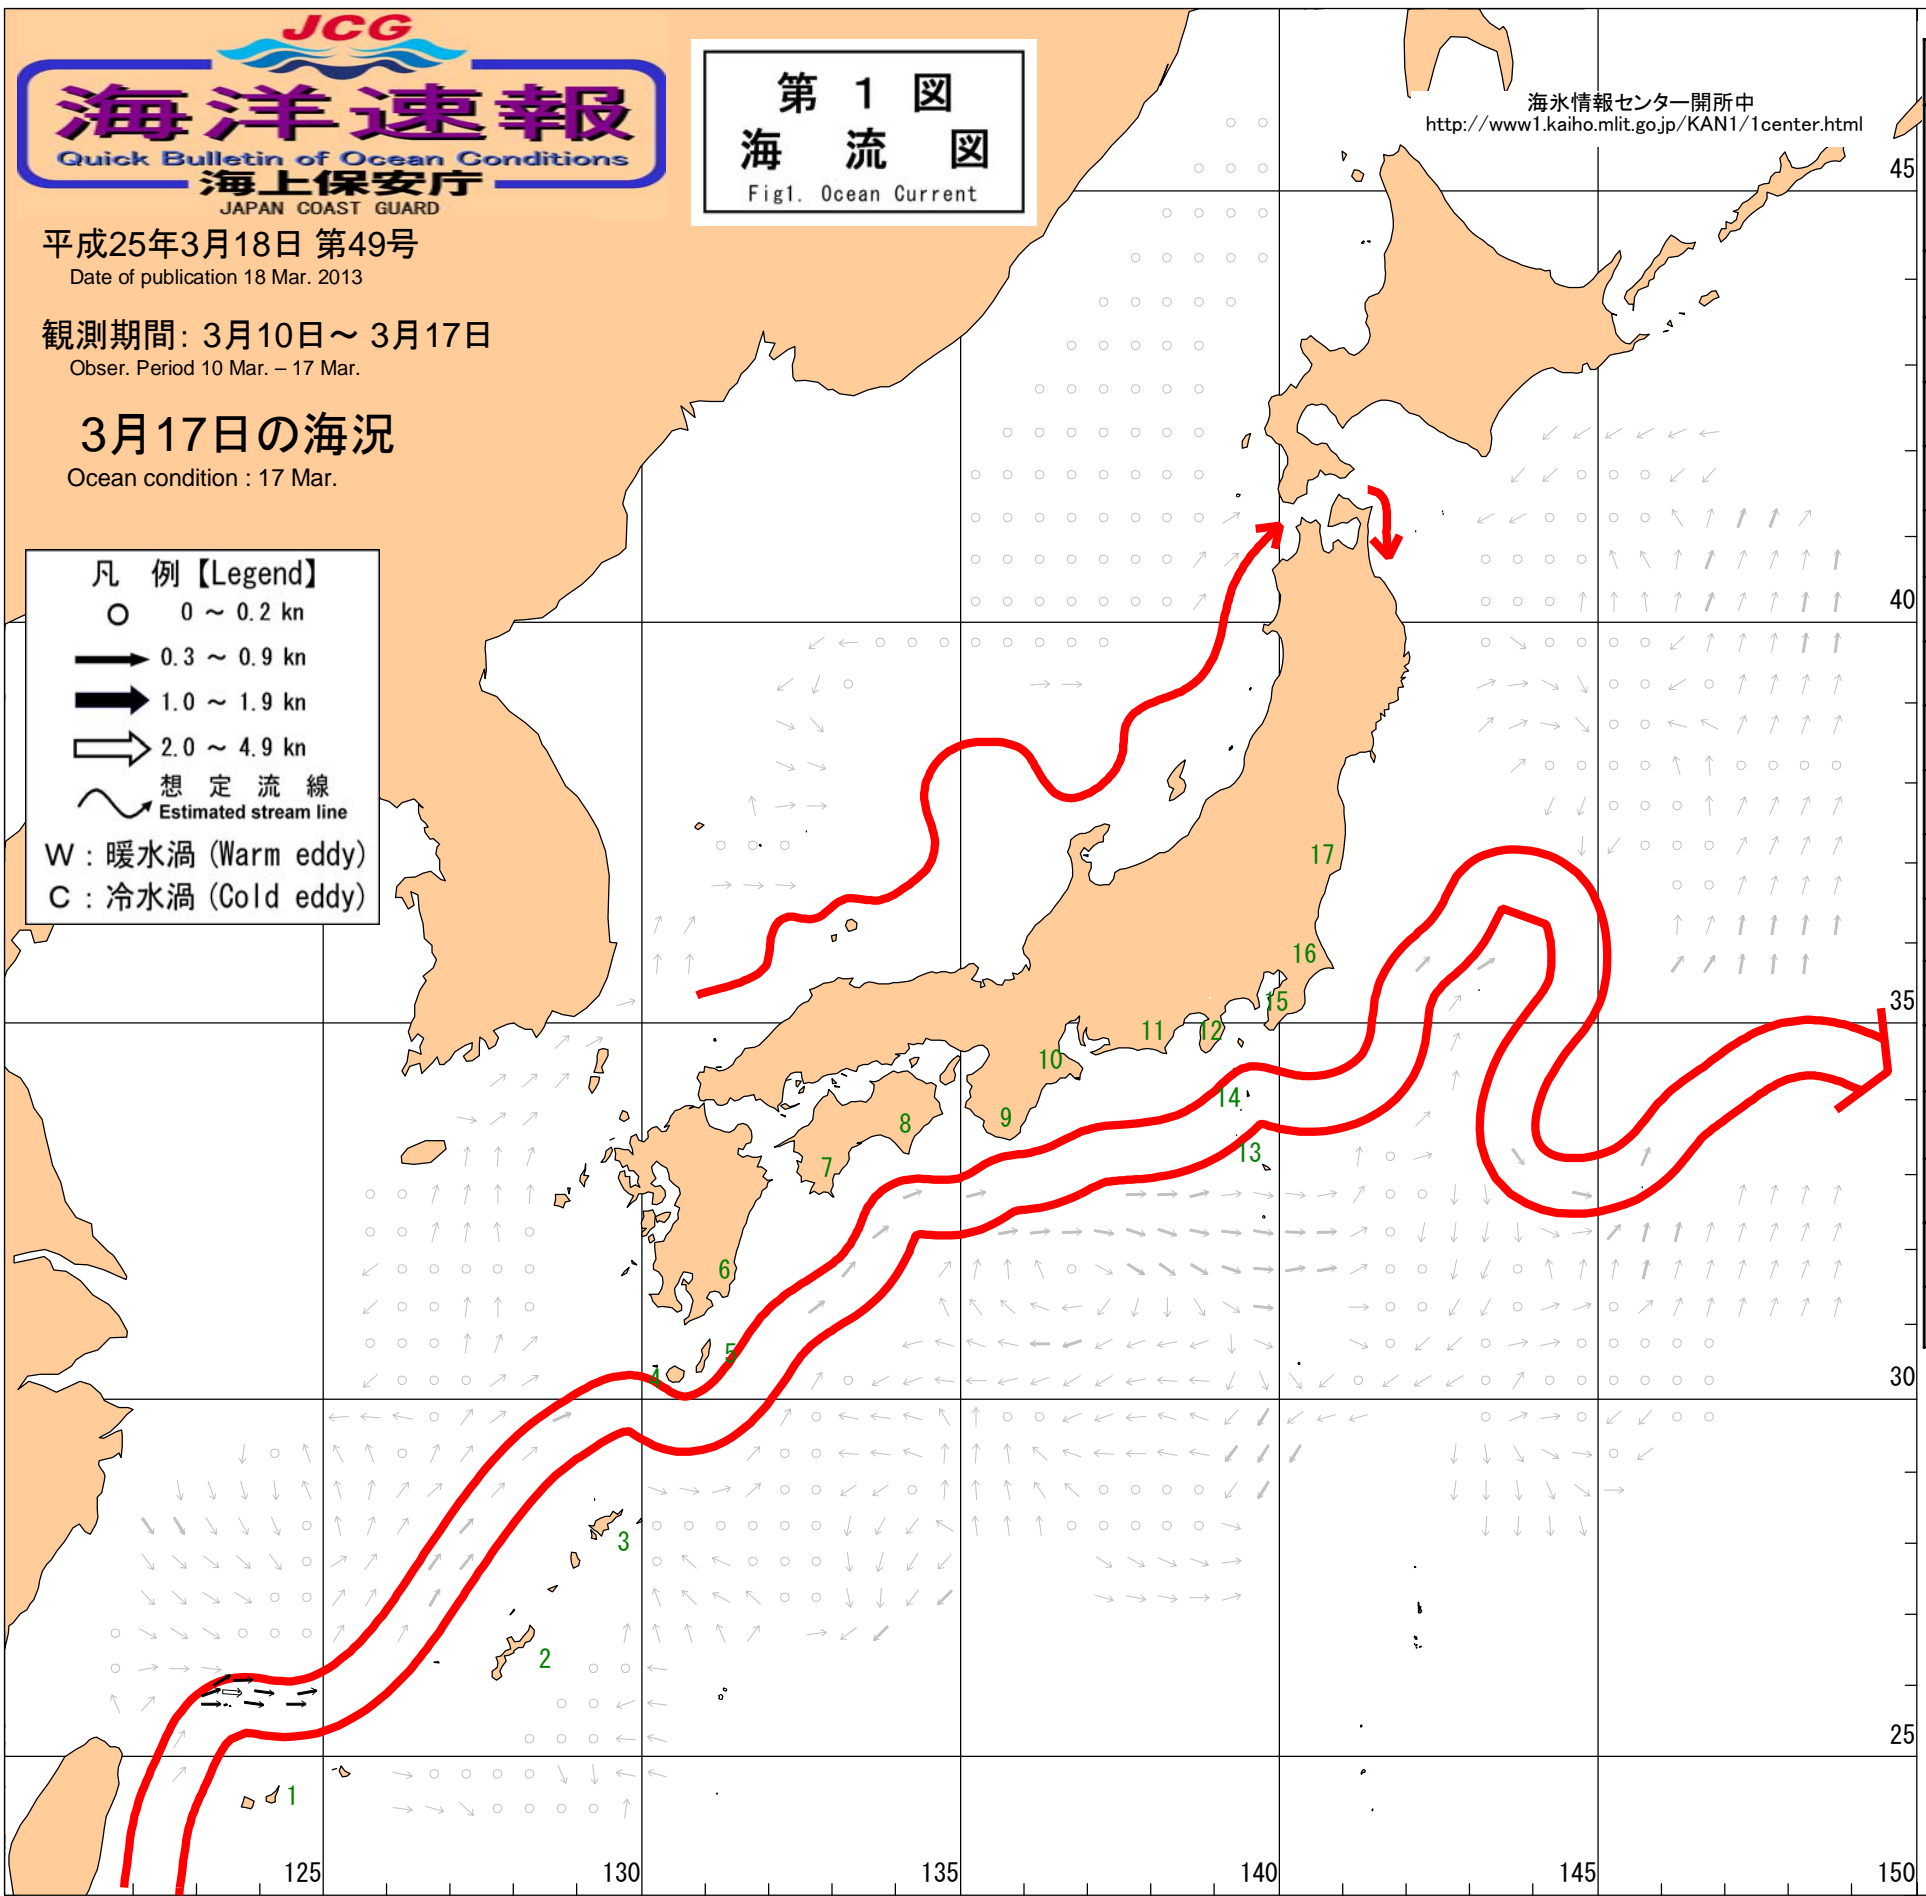 JCG
海洋速報
Quick Bulletin of Ocean Conditions
海上保安庁
JAPAN COAST GUARD
第 1 図
海 流 図
Fig1. Ocean Current
海氷情報センター開所中
http://www1.kaiho.mlit.go.jp/KAN1/1center.html
平成25年3月18日 第49号
Date of publication 18 Mar. 2013
観測期間: 3月10日～ 3月17日
Obser. Period 10 Mar. – 17 Mar.
3月17日の海況
Ocean condition : 17 Mar.
凡 例【Legend】
0 ～ 0.2 kn
0.3 ～ 0.9 kn
1.0 ～ 1.9 kn
2.0 ～ 4.9 kn
想 定 流 線
Estimated stream line
W : 暖水渦 (Warm eddy)
C : 冷水渦 (Cold eddy)
45
40
35
30
25
17
16
15
14
13
12
11
10
9
8
7
6
5
4
3
2
1
125
130
135
140
145
150